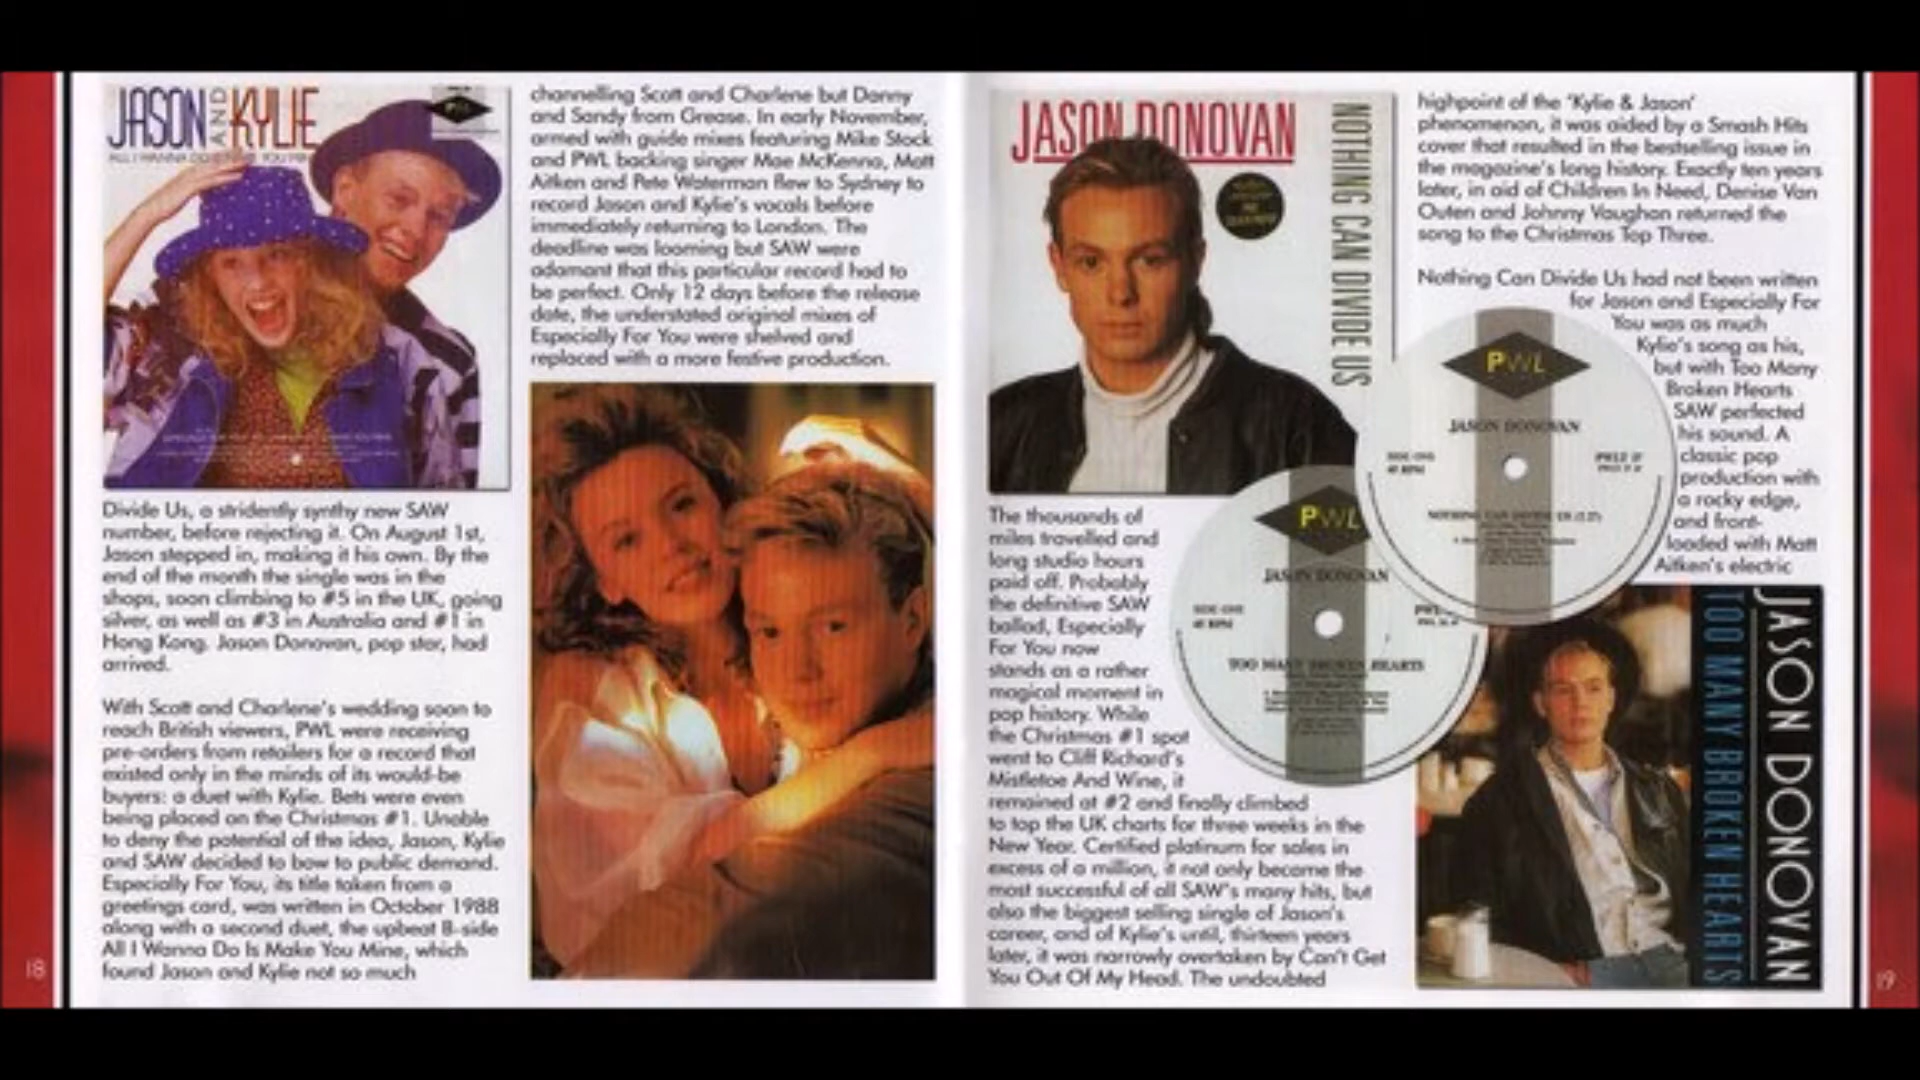 JASON AND KYLIE
PWL
Divide Us, a stridently synthy new SAW
number, before rejecting it. On August 1st,
Jason stepped in, making it his own. By the
end of the month the single was in the
shops, soon climbing to #5 in the UK, going
silver, as well as #3 in Australia and #1 in
Hong Kong. Jason Donovan, pop star, had
arrived.
With Scott and Charlene's wedding soon to
reach British viewers, PWL were receiving
pre-orders from retailers for a record that
existed only in the minds of its would-be
buyers: a duet with Kylie. Bets were even
being placed on the Christmas #1. Unable
to deny the potential of the idea, Jason, Kylie
and SAW decided to bow to public demand.
Especially For You, its title taken from a
greetings card, was written in October 1988
along with a second duet, the upbeat B-side
All I Wanna Do Is Make You Mine, which
found Jason and Kylie not so much
18
channelling Scott and Charlene but Danny
and Sandy from Grease. In early November,
armed with guide mixes featuring Mike Stock
and PWL backing singer Mae McKenna, Matt
Aitken and Pete Waterman flew to Sydney to
record Jason and Kylie's vocals before
immediately returning to London. The
deadline was looming but SAW were
adamant that this particular record had to
be perfect. Only 12 days before the release
date, the understated original mixes of
Especially For You were shelved and
replaced with a more festive production.
JASON DONOVAN
NOTHING CAN DIVIDE US
The thousands of
miles travelled and
long studio hours
paid off. Probably
the definitive SAW
ballad, Especially
For You now
stands as a rather
magical moment in
pop history. While
the Christmas #1 spot
went to Cliff Richard's
Mistletoe And Wine, it
remained at #2 and finally climbed
to top the UK charts for three weeks in the
New Year. Certified platinum for sales in
excess of a million, it not only became the
most successful of all SAW's many hits, but
also the biggest selling single of Jason's
career, and of Kylie's until, thirteen years
later, it was narrowly overtaken by Can't Get
You Out Of My Head. The undoubted
PWL
JASON DONOVAN
SIDE ONE
45 RPM
TOO MANY BROKEN HEARTS
PWL
JASON DONOVAN
SIDE ONE
45 RPM
NOTHING CAN DIVIDE US
highpoint of the 'Kylie & Jason'
phenomenon, it was aided by a Smash Hits
cover that resulted in the bestselling issue in
the magazine's long history. Exactly ten years
later, in aid of Children In Need, Denise Van
Outen and Johnny Vaughan returned the
song to the Christmas Top Three.
Nothing Can Divide Us had not been written
for Jason and Especially For
You was as much
Kylie's song as his,
but with Too Many
Broken Hearts
SAW perfected
his sound. A
classic pop
production with
a rocky edge,
and front-
loaded with Matt
Aitken's electric
JASON DONOVAN
TOO MANY BROKEN HEARTS
19